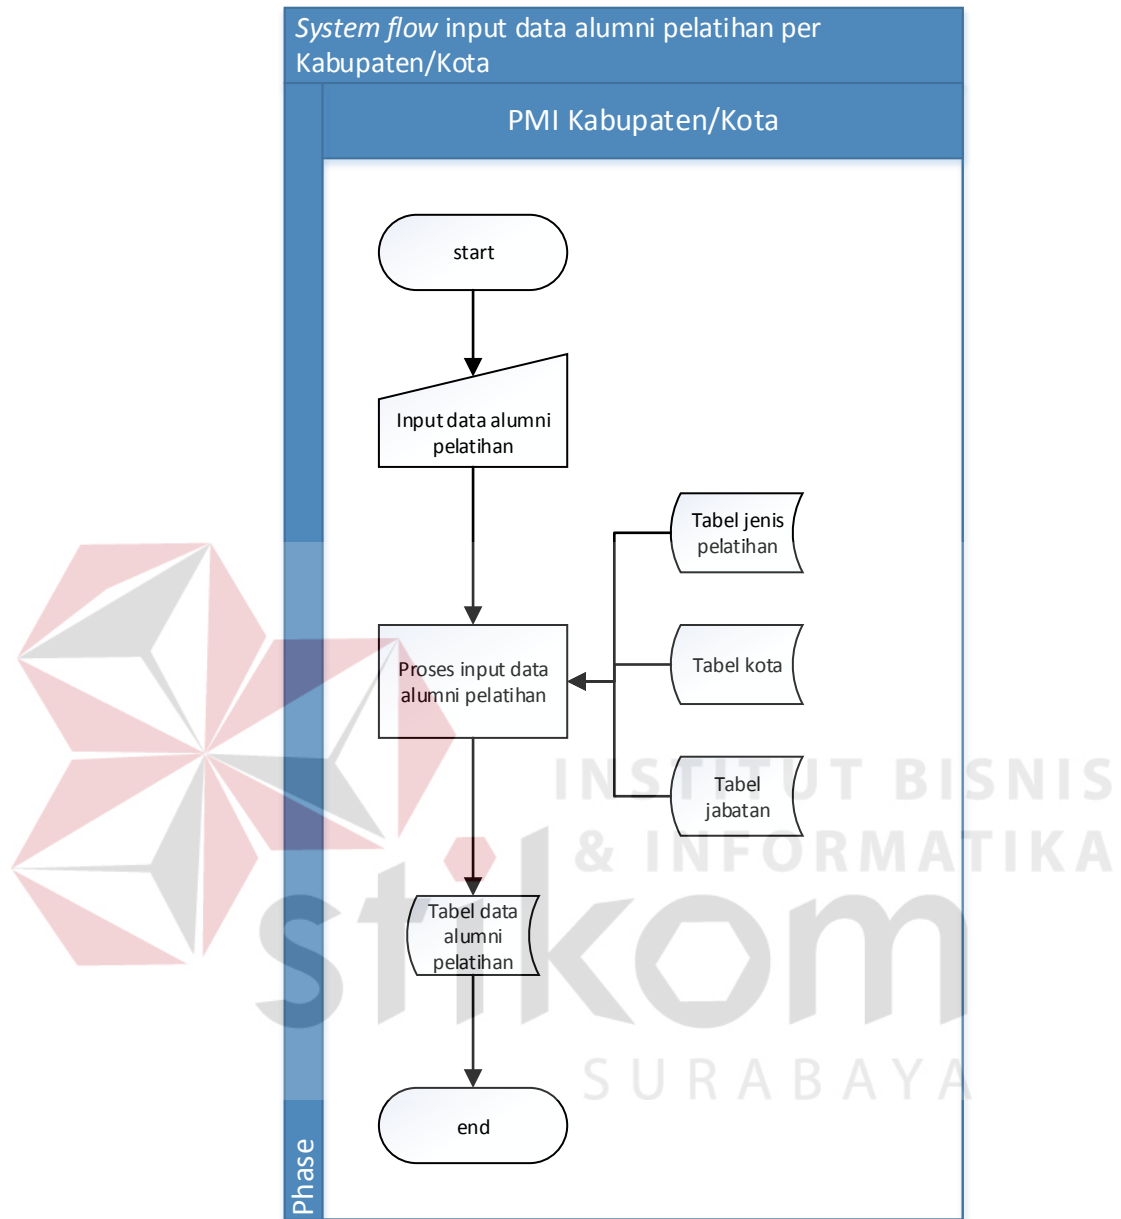 System flow input data alumni pelatihan per
Kabupaten/Kota
PMI Kabupaten/Kota
start
Input data alumni
pelatihan
Tabel jenis
pelatihan
Proses input data
alumni pelatihan
Tabel kota
Tabel
jabatan
Tabel data
alumni
pelatihan
end
Phase
INSTITUT BISNIS
& INFORMATIKA
stikom
SURABAYA